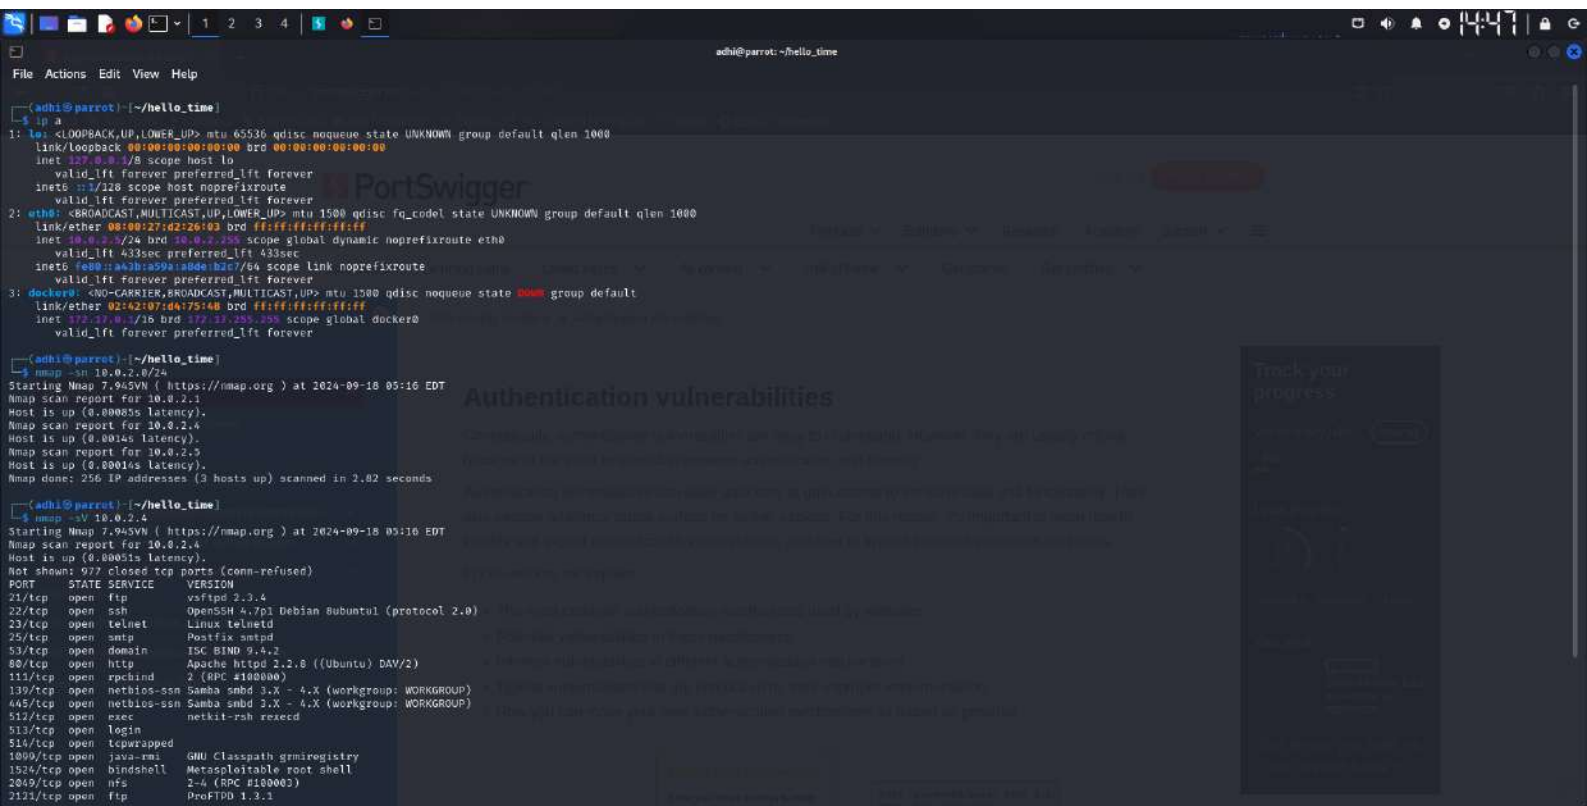 1 2 3 4
14:47
adhi@parrot: ~/hello_time
File Actions Edit View Help
(adhi㉿parrot)-[~/hello_time]
$ ip a
1: lo: <LOOPBACK,UP,LOWER_UP> mtu 65536 qdisc noqueue state UNKNOWN group default qlen 1000
link/loopback 00:00:00:00:00:00 brd 00:00:00:00:00:00
inet 127.0.0.1/8 scope host lo
valid_lft forever preferred_lft forever
inet6 ::1/128 scope host noprefixroute
valid_lft forever preferred_lft forever
2: eth0: <BROADCAST,MULTICAST,UP,LOWER_UP> mtu 1500 qdisc fq_codel state UNKNOWN group default qlen 1000
link/ether 08:00:27:d2:26:03 brd ff:ff:ff:ff:ff:ff
inet 10.0.2.5/24 brd 10.0.2.255 scope global dynamic noprefixroute eth0
valid_lft 433sec preferred_lft 433sec
inet6 fe80::a43b:a59a:a8de:b2c7/64 scope link noprefixroute
valid_lft forever preferred_lft forever
3: docker0: <NO-CARRIER,BROADCAST,MULTICAST,UP> mtu 1500 qdisc noqueue state DOWN group default
link/ether 02:42:07:d4:75:48 brd ff:ff:ff:ff:ff:ff
inet 172.17.0.1/16 brd 172.17.255.255 scope global docker0
valid_lft forever preferred_lft forever
(adhi㉿parrot)-[~/hello_time]
$ nmap -sn 10.0.2.0/24
Starting Nmap 7.94SVN ( https://nmap.org ) at 2024-09-18 05:16 EDT
Nmap scan report for 10.0.2.1
Host is up (0.00085s latency).
Nmap scan report for 10.0.2.4
Host is up (0.0014s latency).
Nmap scan report for 10.0.2.5
Host is up (0.00014s latency).
Nmap done: 256 IP addresses (3 hosts up) scanned in 2.82 seconds
(adhi㉿parrot)-[~/hello_time]
$ nmap -sV 10.0.2.4
Starting Nmap 7.94SVN ( https://nmap.org ) at 2024-09-18 05:16 EDT
Nmap scan report for 10.0.2.4
Host is up (0.00051s latency).
Not shown: 977 closed tcp ports (conn-refused)
PORT STATE SERVICE VERSION
21/tcp open ftp vsftpd 2.3.4
22/tcp open ssh OpenSSH 4.7p1 Debian 8ubuntu1 (protocol 2.0)
23/tcp open telnet Linux telnetd
25/tcp open smtp Postfix smtpd
53/tcp open domain ISC BIND 9.4.2
80/tcp open http Apache httpd 2.2.8 ((Ubuntu) DAV/2)
111/tcp open rpcbind 2 (RPC #100000)
139/tcp open netbios-ssn Samba smbd 3.X - 4.X (workgroup: WORKGROUP)
445/tcp open netbios-ssn Samba smbd 3.X - 4.X (workgroup: WORKGROUP)
512/tcp open exec netkit-rsh rexecd
513/tcp open login
514/tcp open tcpwrapped
1099/tcp open java-rmi GNU Classpath grmiregistry
1524/tcp open bindshell Metasploitable root shell
2049/tcp open nfs 2-4 (RPC #100003)
2121/tcp open ftp ProFTPD 1.3.1
PortSwigger
Authentication vulnerabilities
Track your
progress